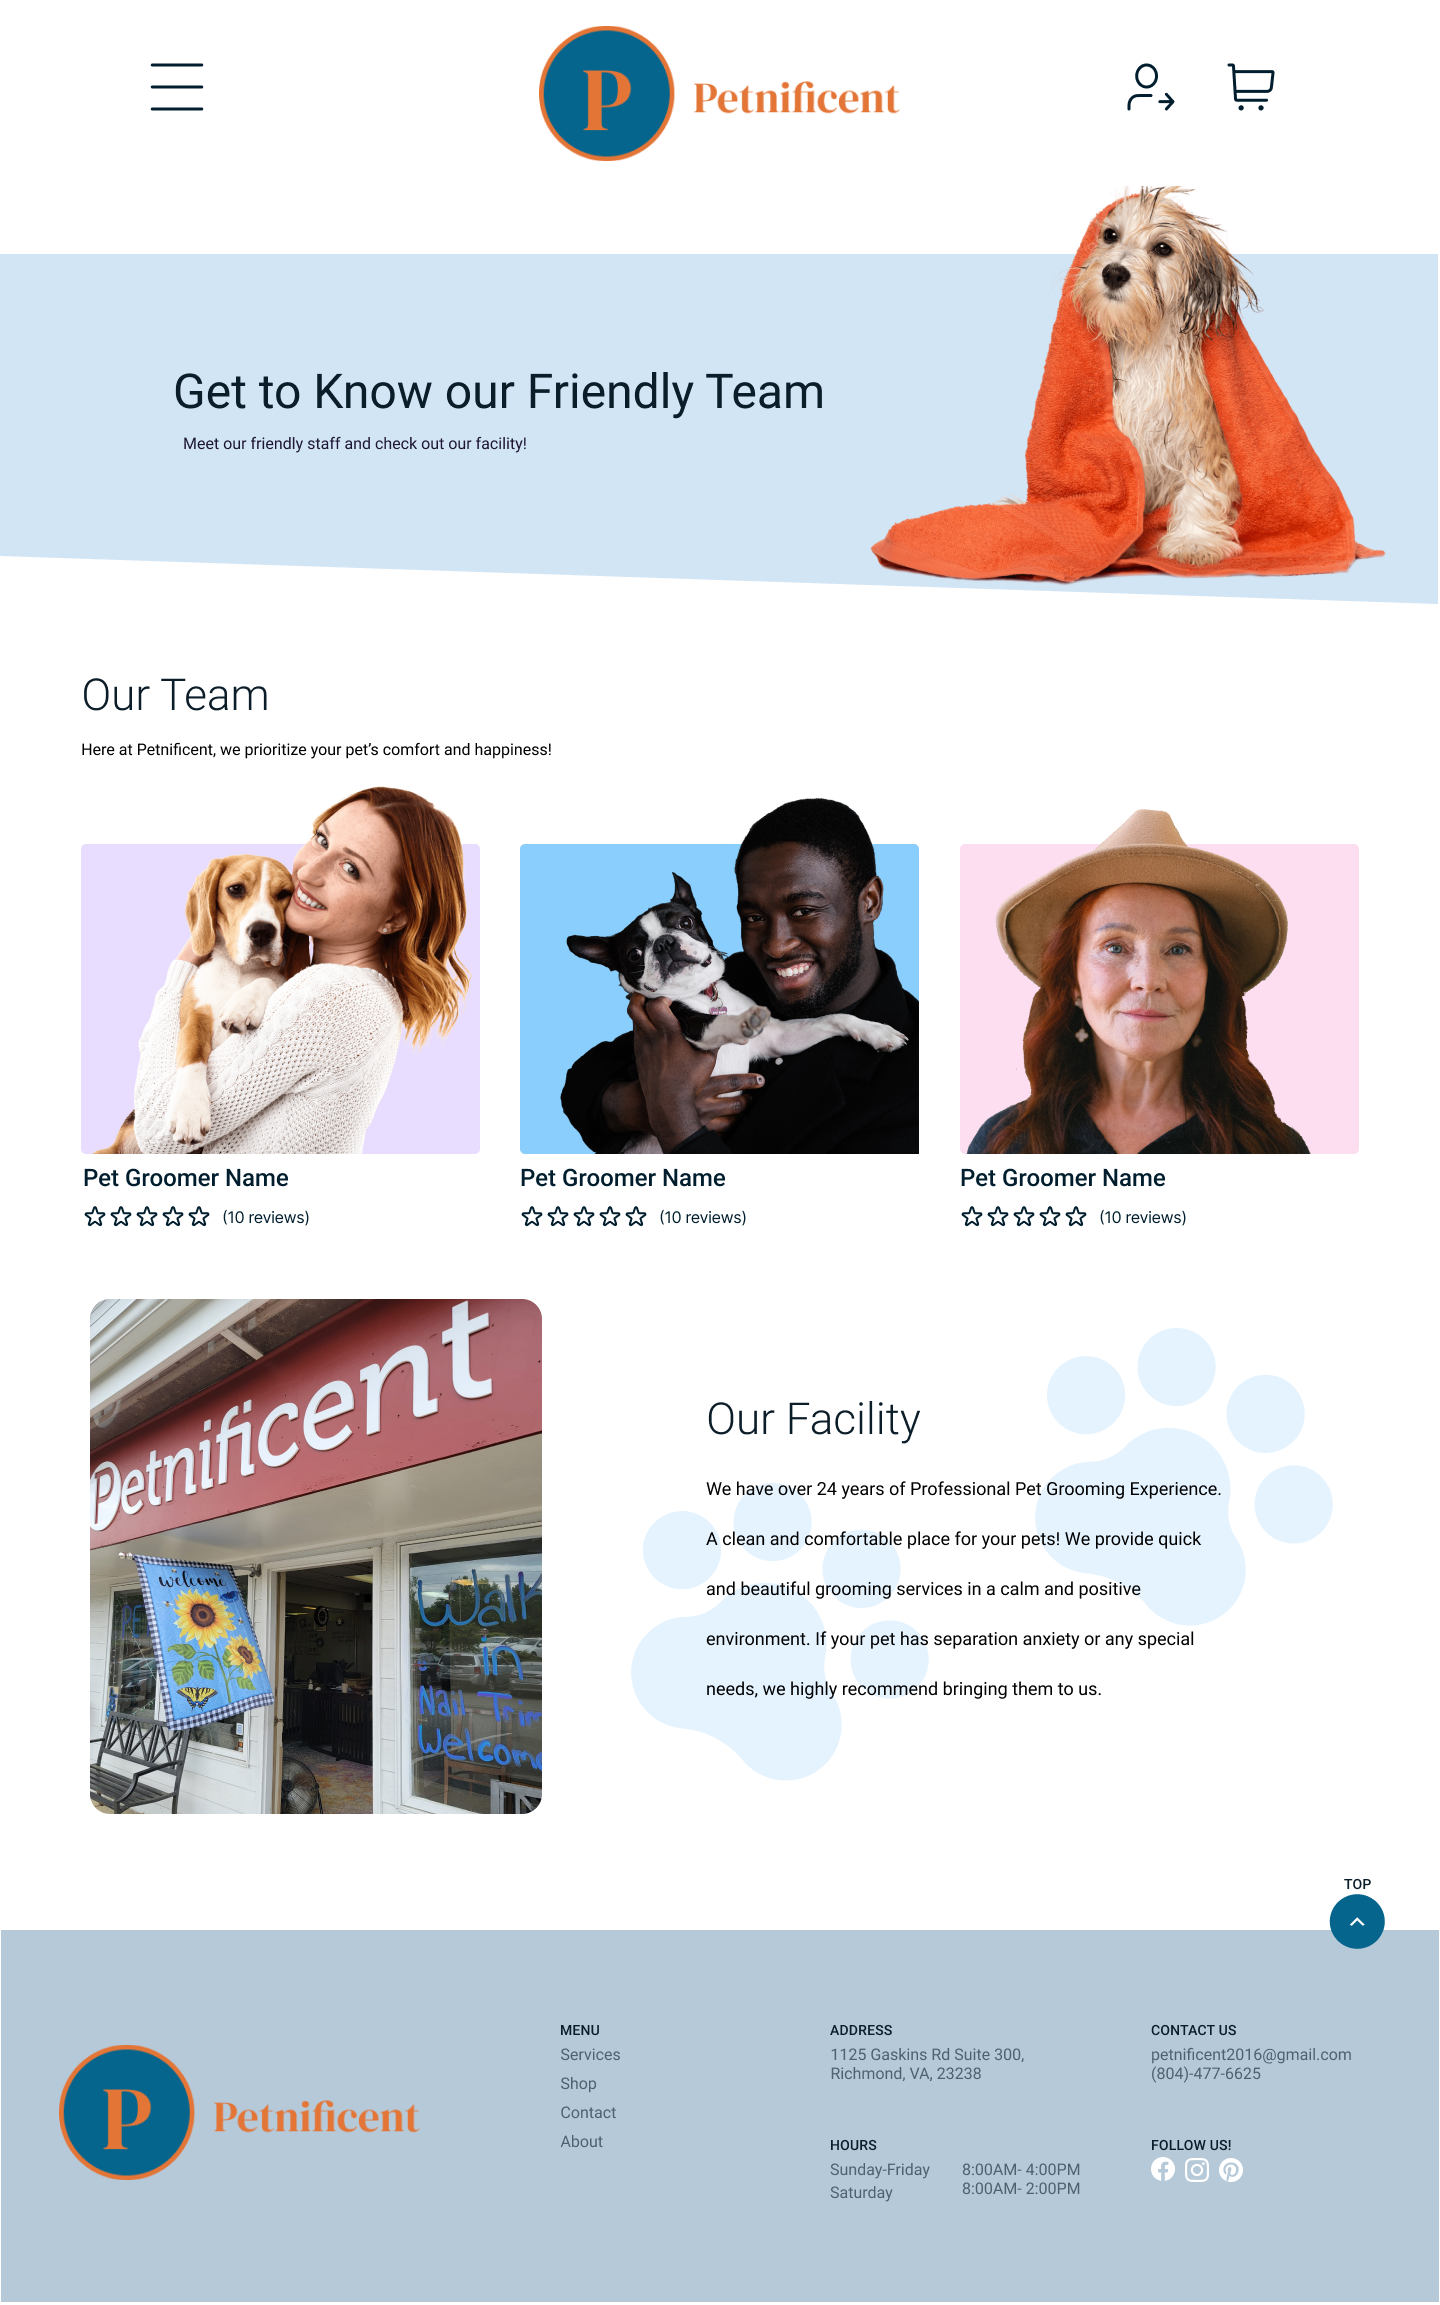 P
Petnificent
Get to Know our Friendly Team
Meet our friendly staff and check out our facility!
Our Team
Here at Petnificent, we prioritize your pet’s comfort and happiness!
Pet Groomer Name
(10 reviews)
Pet Groomer Name
(10 reviews)
Pet Groomer Name
(10 reviews)
Petnificent
welcome
Walk
in
Nail Trim
Welcome
Our Facility
We have over 24 years of Professional Pet Grooming Experience.
A clean and comfortable place for your pets! We provide quick
and beautiful grooming services in a calm and positive
environment. If your pet has separation anxiety or any special
needs, we highly recommend bringing them to us.
TOP
P
Petnificent
MENU
Services
Shop
Contact
About
ADDRESS
1125 Gaskins Rd Suite 300,
Richmond, VA, 23238
HOURS
Sunday-Friday 8:00AM- 4:00PM
Saturday 8:00AM- 2:00PM
CONTACT US
petnificent2016@gmail.com
(804)-477-6625
FOLLOW US!